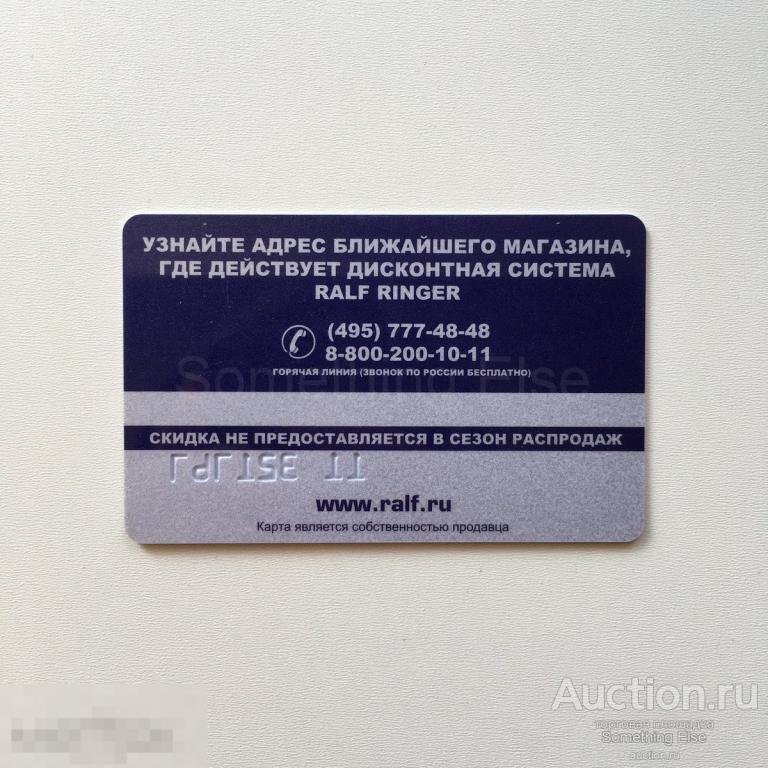 УЗНАЙТЕ АДРЕС БЛИЖАЙШЕГО МАГАЗИНА,
ГДЕ ДЕЙСТВУЕТ ДИСКОНТНАЯ СИСТЕМА
RALF RINGER
(495) 777-48-48
8-800-200-10-11
ГОРЯЧАЯ ЛИНИЯ (ЗВОНОК ПО РОССИИ БЕСПЛАТНО)
Something Else
СКИДКА НЕ ПРЕДОСТАВЛЯЕТСЯ В СЕЗОН РАСПРОДАЖ
www.ralf.ru
Карта является собственностью продавца
Auction.ru
торговая площадка
Something Else
auction.ru